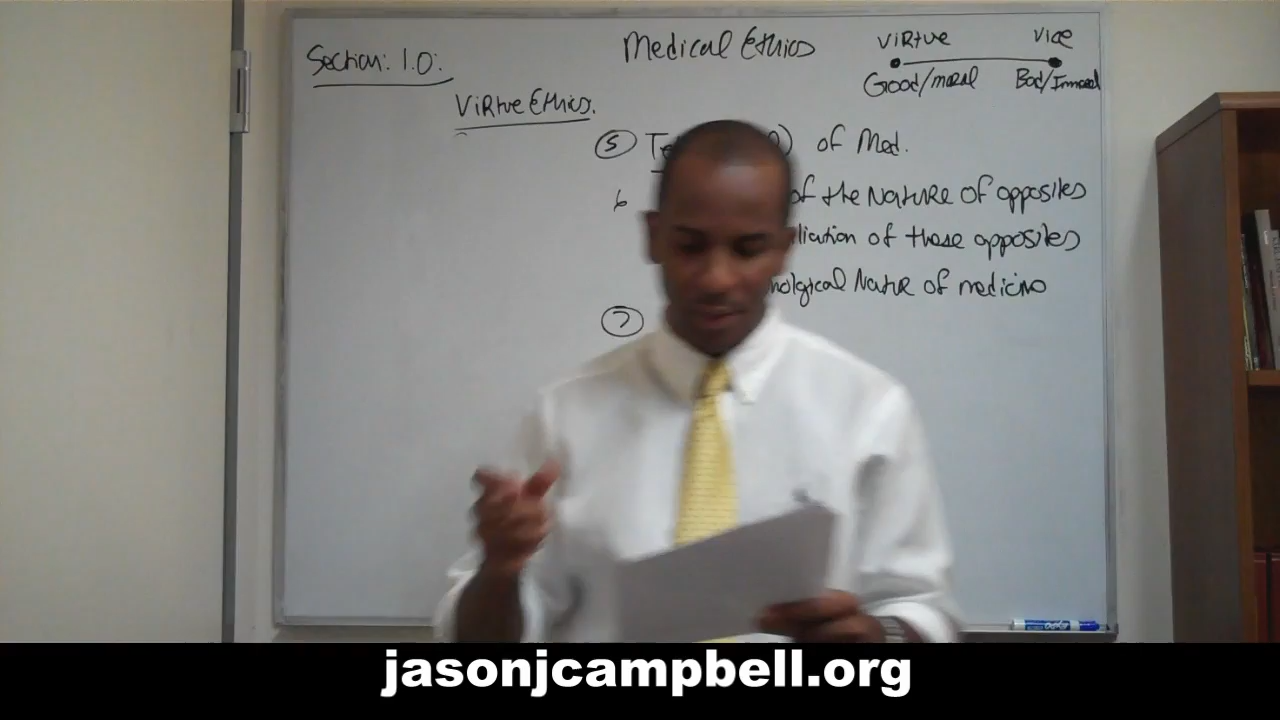 Section: 1.0:
Medical Ethics
ViRtue Vice
Good/moral Bad/Immoral
ViRtue Ethics.
5 of Med.
6 of the Nature of opposites
of these opposites
Nature of medicine
7
jasonjcampbell.org